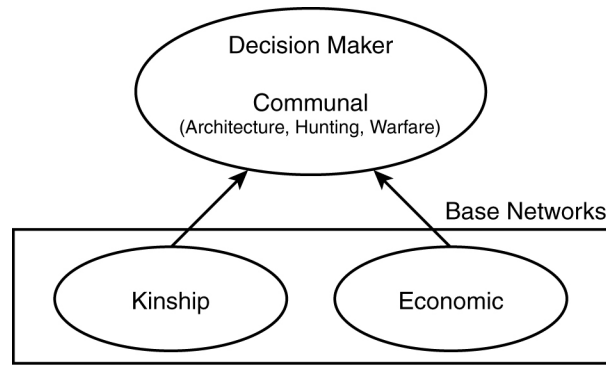 Decision Maker
Communal
(Architecture, Hunting, Warfare)
Base Networks
Kinship
Economic